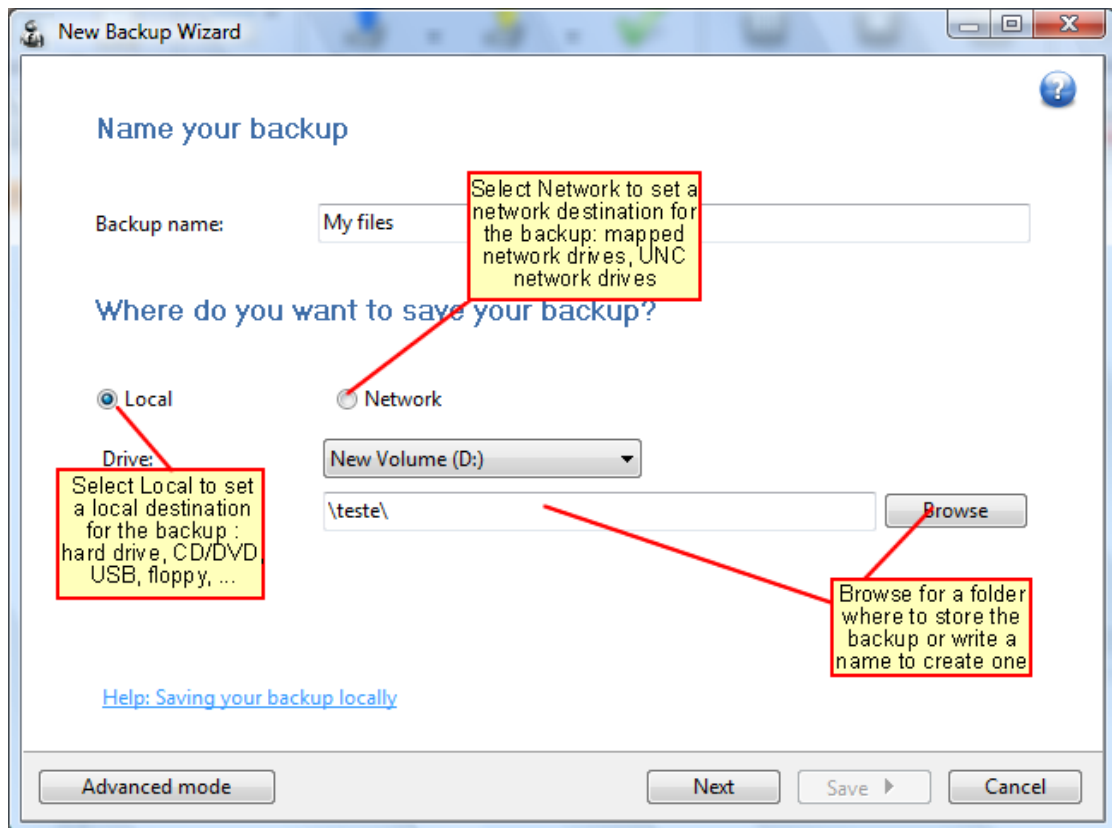 New Backup Wizard
Name your backup
Backup name:
My files
Select Network to set a
network destination for
the backup: mapped
network drives, UNC
network drives
Where do you want to save your backup?
Local
Network
Drive:
New Volume (D:)
Select Local to set
a local destination
for the backup :
hard drive, CD/DVD,
USB, floppy, ...
\teste\
Browse
Browse for a folder
where to store the
backup or write a
name to create one
Help: Saving your backup locally
Advanced mode
Next
Save
Cancel